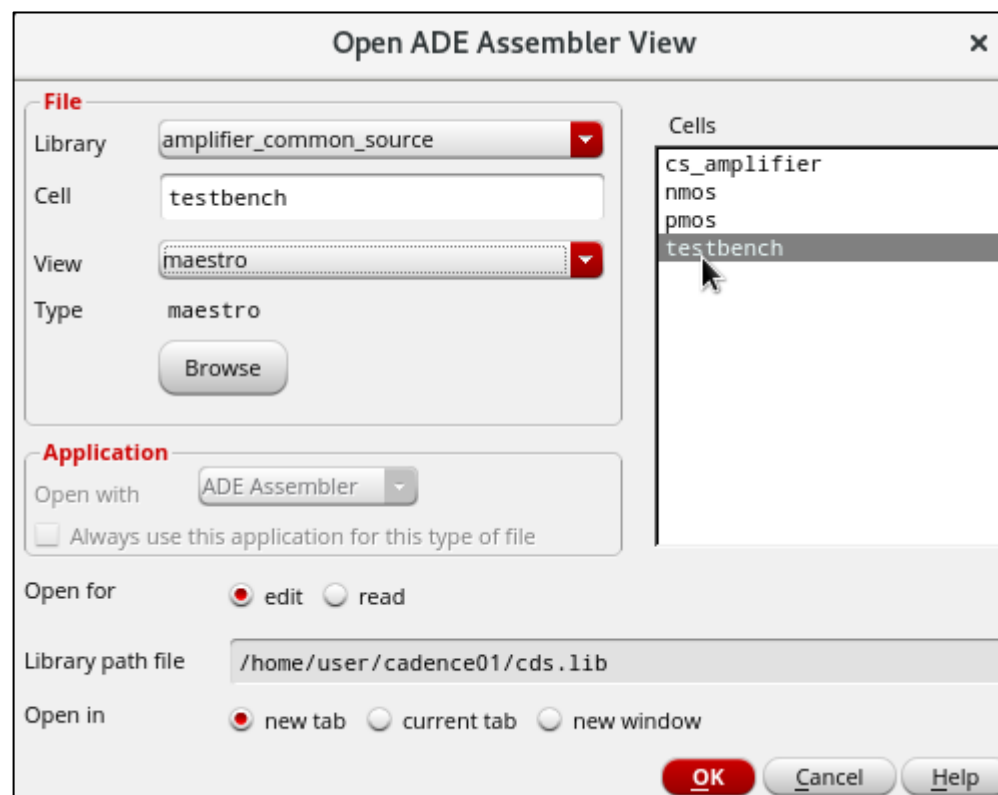 Open ADE Assembler View
File
Library amplifier_common_source
Cell testbench
View maestro
Type maestro
Browse
Cells
cs_amplifier
nmos
pmos
testbench
Application
Open with ADE Assembler
Always use this application for this type of file
Open for edit read
Library path file /home/user/cadence01/cds.lib
Open in new tab current tab new window
OK Cancel Help